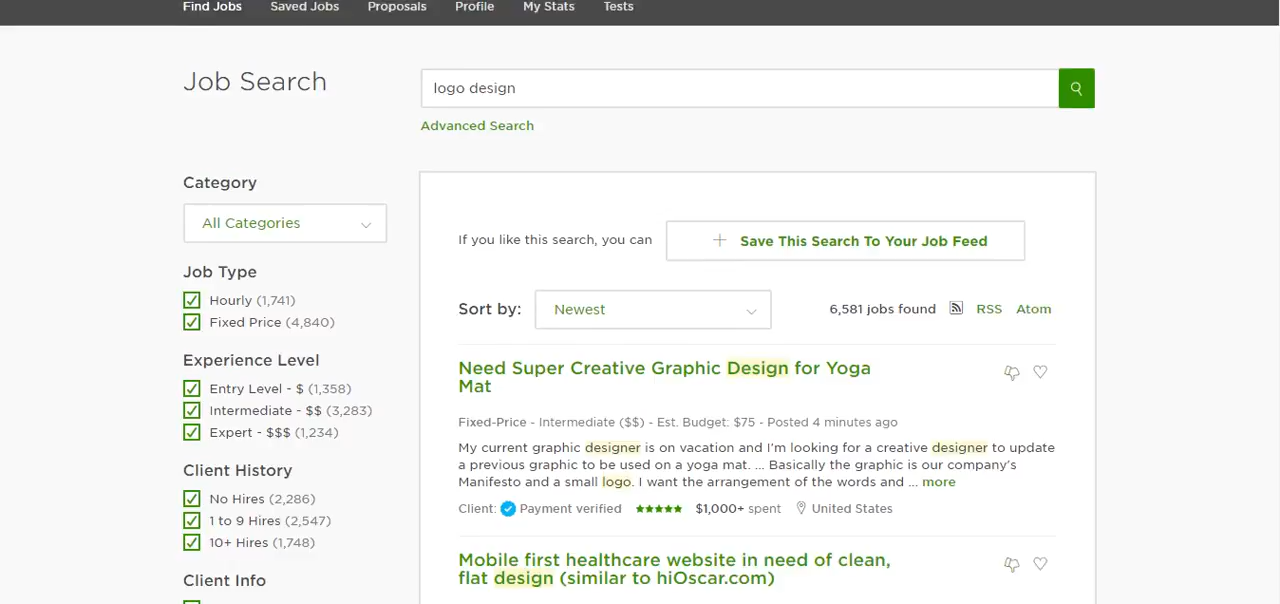 Find Jobs Saved Jobs Proposals Profile My Stats Tests
Job Search
logo design
Advanced Search
Category
All Categories
Job Type
Hourly (1,741)
Fixed Price (4,840)
Experience Level
Entry Level - $ (1,358)
Intermediate - $$ (3,283)
Expert - $$$ (1,234)
Client History
No Hires (2,286)
1 to 9 Hires (2,547)
10+ Hires (1,748)
Client Info
If you like this search, you can + Save This Search To Your Job Feed
Sort by: Newest 6,581 jobs found RSS Atom
Need Super Creative Graphic Design for Yoga
Mat
Fixed-Price - Intermediate ($$) - Est. Budget: $75 - Posted 4 minutes ago
My current graphic designer is on vacation and I'm looking for a creative designer to update
a previous graphic to be used on a yoga mat. ... Basically the graphic is our company's
Manifesto and a small logo. I want the arrangement of the words and ... more
Client: Payment verified $1,000+ spent United States
Mobile first healthcare website in need of clean,
flat design (similar to hiOscar.com)